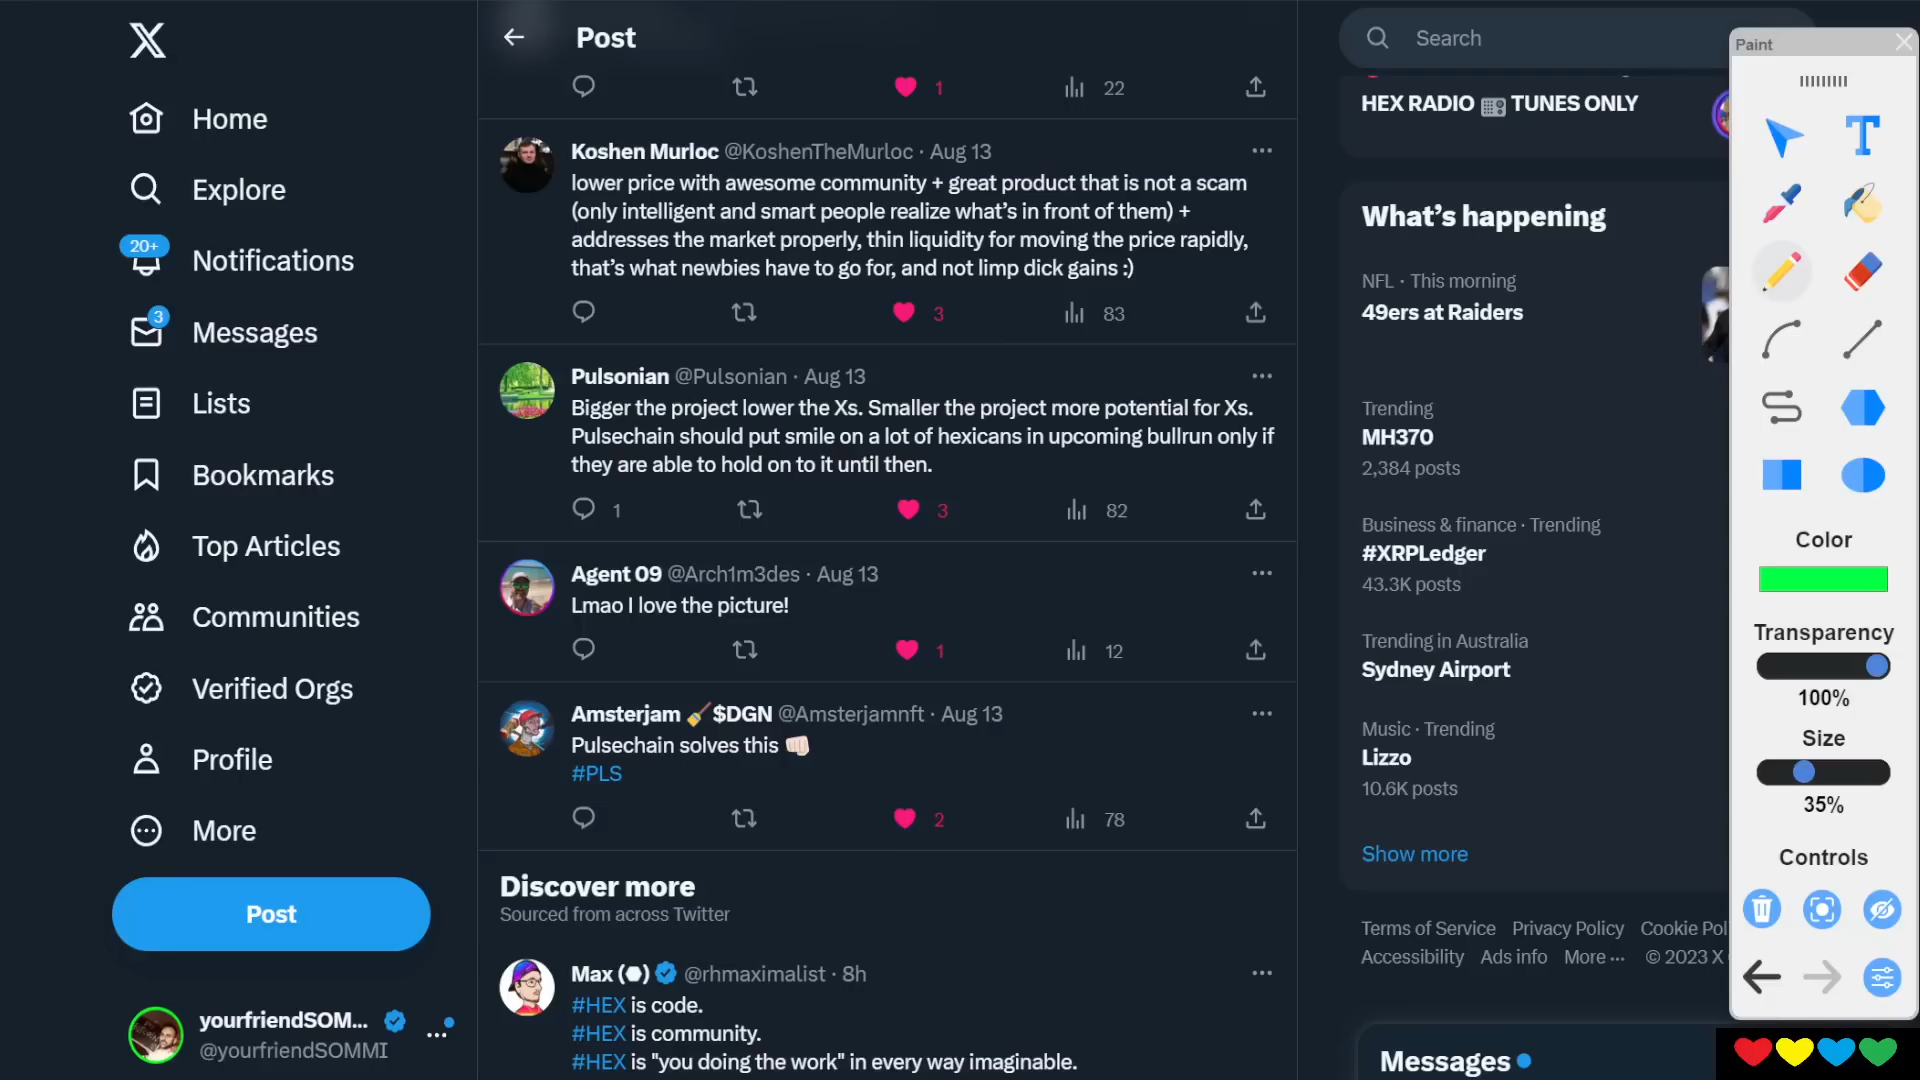 Home
Explore
20+
Notifications
3
Messages
Lists
Bookmarks
Top Articles
Communities
Verified Orgs
Profile
More
Post
yourfriendSOM...
@yourfriendSOMMI
Post
1
22
Koshen Murloc @KoshenTheMurloc · Aug 13
lower price with awesome community + great product that is not a scam
(only intelligent and smart people realize what's in front of them) +
addresses the market properly, thin liquidity for moving the price rapidly,
that's what newbies have to go for, and not limp dick gains :)
3
83
Pulsonian @Pulsonian · Aug 13
Bigger the project lower the Xs. Smaller the project more potential for Xs.
Pulsechain should put smile on a lot of hexicans in upcoming bullrun only if
they are able to hold on to it until then.
1
3
82
Agent 09 @Arch1m3des · Aug 13
Lmao I love the picture!
1
12
Amsterjam 🧹$DGN @Amsterjamnft · Aug 13
Pulsechain solves this 👊🏻
#PLS
2
78
Discover more
Sourced from across Twitter
Max (⬣) @rhmaximalist · 8h
#HEX is code.
#HEX is community.
#HEX is "you doing the work" in every way imaginable.
Search
HEX RADIO 📻 TUNES ONLY
What's happening
NFL · This morning
49ers at Raiders
Trending
MH370
2,384 posts
Business & finance · Trending
#XRPLedger
43.3K posts
Trending in Australia
Sydney Airport
Music · Trending
Lizzo
10.6K posts
Show more
Terms of Service Privacy Policy Cookie Pol
Accessibility Ads info More ··· © 2023 X
Messages
Paint
Color
Transparency
100%
Size
35%
Controls